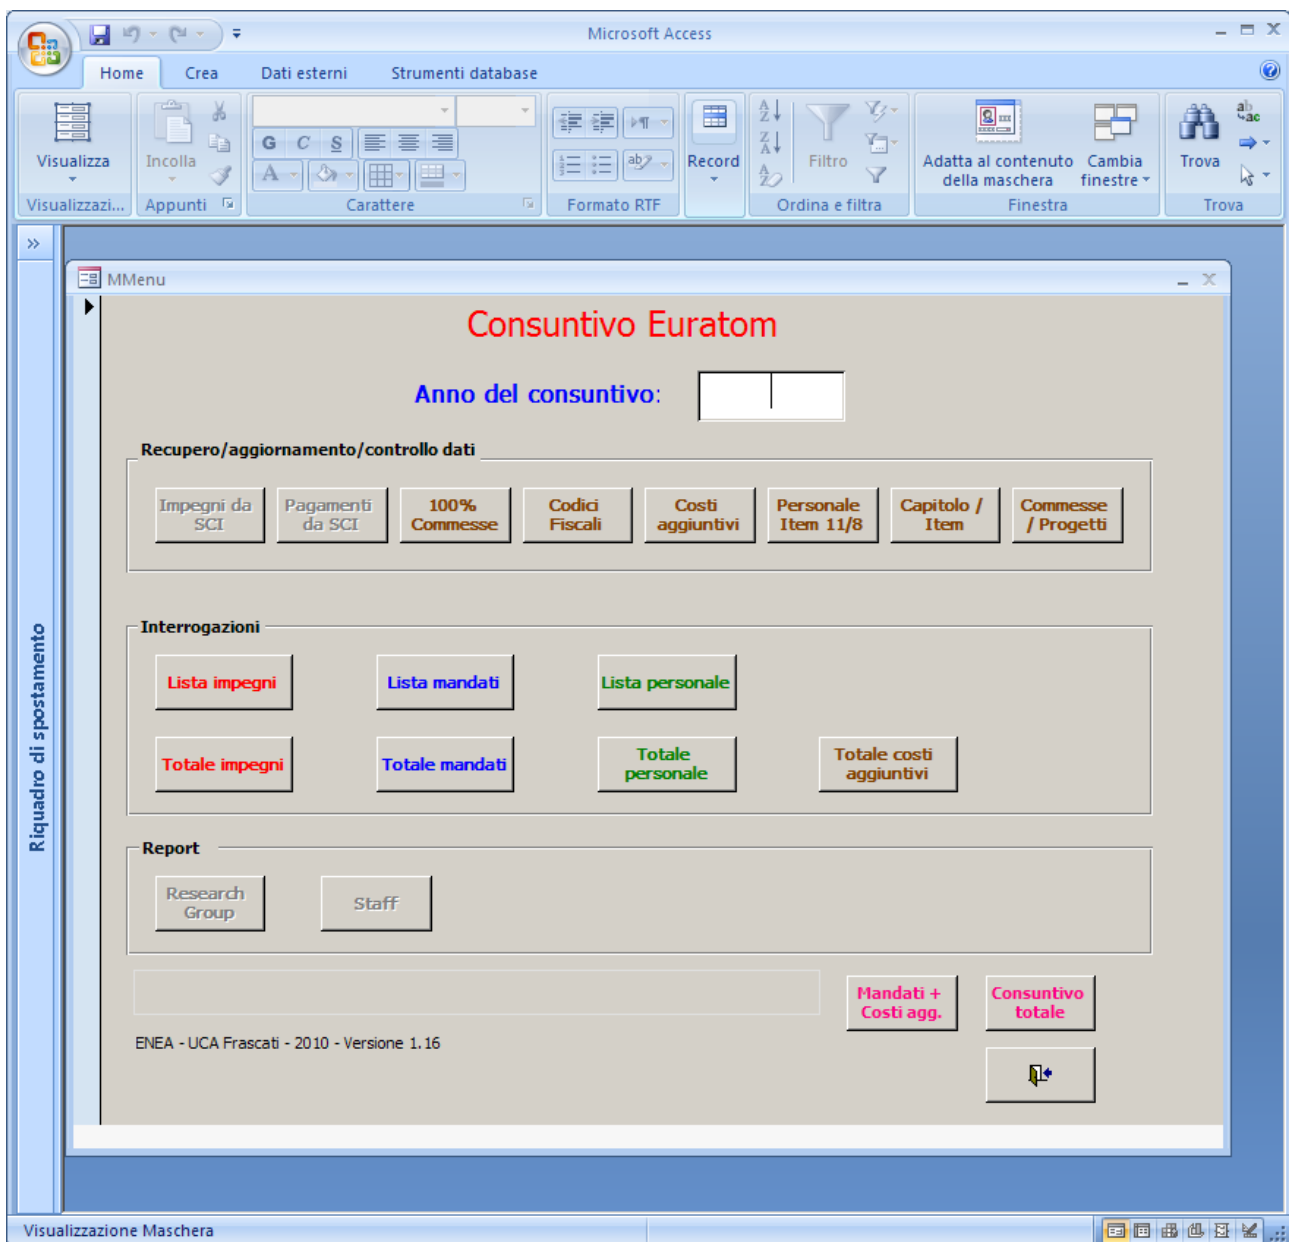 Microsoft Access
Home Crea Dati esterni Strumenti database
Visualizza
Incolla
G C S
A
Record
A
Z
Z
A
A
Z
Filtro
Adatta al contenuto
della maschera
Cambia
finestre
Trova
ab
ac
Visualizzazi... Appunti Carattere Formato RTF Ordina e filtra Finestra Trova
Riquadro di spostamento
MMenu
Consuntivo Euratom
Anno del consuntivo:
Recupero/aggiornamento/controllo dati
Impegni da
SCI
Pagamenti
da SCI
100%
Commesse
Codici
Fiscali
Costi
aggiuntivi
Personale
Item 11/8
Capitolo /
Item
Commesse
/ Progetti
Interrogazioni
Lista impegni
Lista mandati
Lista personale
Totale impegni
Totale mandati
Totale
personale
Totale costi
aggiuntivi
Report
Research
Group
Staff
Mandati +
Costi agg.
Consuntivo
totale
ENEA - UCA Frascati - 2010 - Versione 1.16
Visualizzazione Maschera